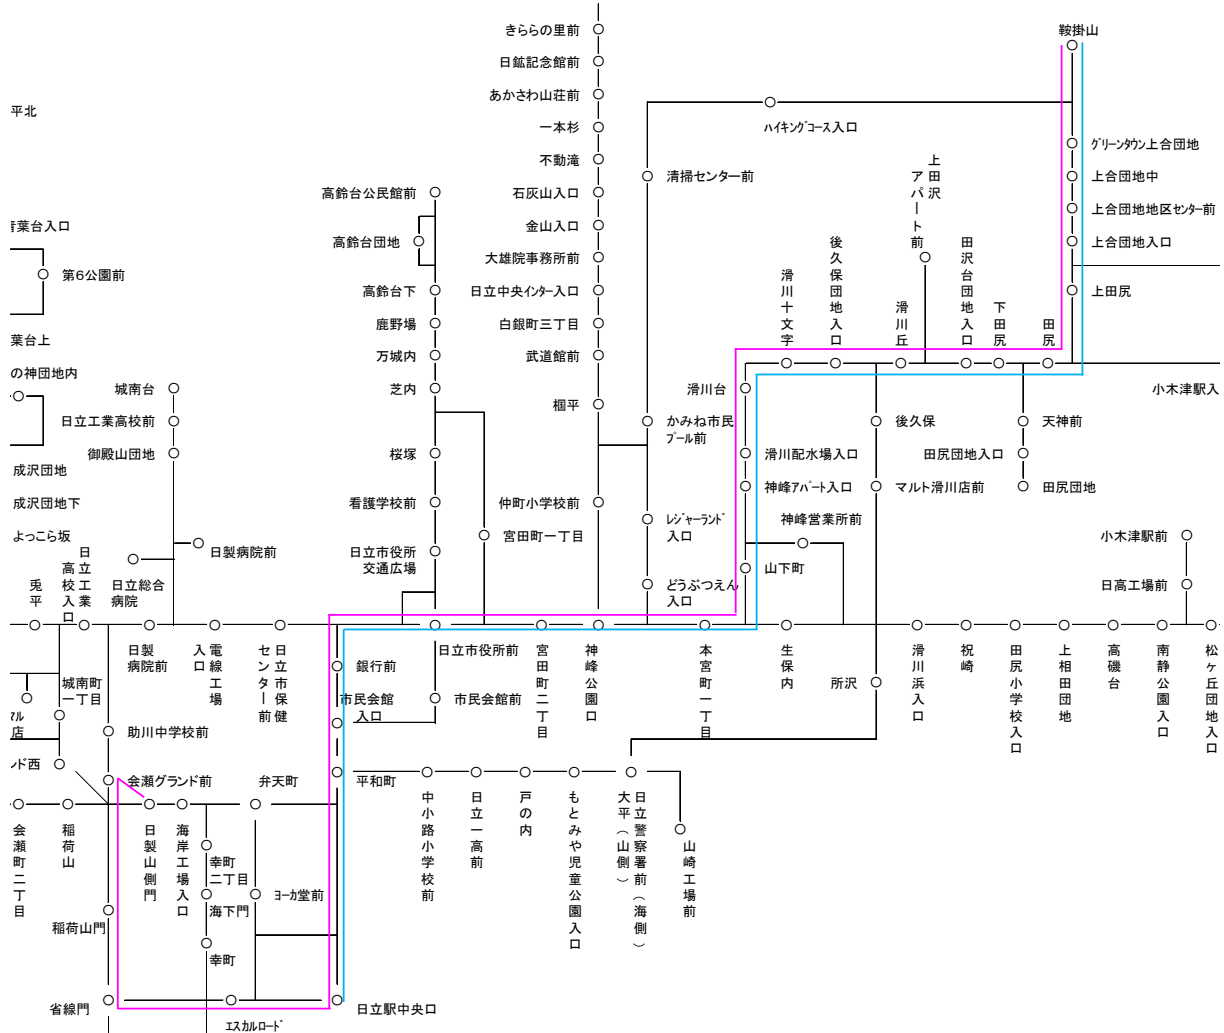 きららの里前
鞍掛山
日鉱記念館前
あかさわ山荘前
平北
一本杉
ハイキングコース入口
グリーンタウン上合団地
不動滝
清掃センター前
上田沢
アパート前
上合団地中
高鈴台公民館前
石灰山入口
上合団地地区センター前
青葉台入口
金山入口
高鈴台団地
大雄院事務所前
後久保団地入口
田沢台団地入口
上合団地入口
第6公園前
滑川十文字
高鈴台下
日立中央インター入口
滑川丘
下田尻
田尻
上田尻
鹿野場
白銀町三丁目
葉台上
万城内
武道館前
の神団地内
城南台
芝内
滑川台
小木津駅入
梱平
日立工業高校前
かみね市民
プール前
後久保
天神前
御殿山団地
桜塚
滑川配水場入口
田尻団地入口
成沢団地
神峰アパート入口
マルト滑川店前
田尻団地
成沢団地下
看護学校前
仲町小学校前
レジャーランド
入口
神峰営業所前
よっこら坂
宮田町一丁目
小木津駅前
日製病院前
日立市役所
交通広場
山下町
兎平
日立工業
高校入口
日立総合
病院
どうぶつえん
入口
日高工場前
日製
病院前
電線工場
入口
日立市保健
センター前
銀行前
日立市役所前
宮田町二丁目
神峰公園口
本宮町一丁目
生保内
所沢
滑川浜入口
祝崎
田尻小学校入口
上相田団地
高磯台
南静公園入口
松ヶ丘団地入口
城南町
一丁目
市民会館
入口
市民会館前
マル
店
助川中学校前
ンド西
会瀬グランド前
弁天町
平和町
会瀬町二丁目
稲荷山
日製山側門
海岸工場入口
幸町
二丁目
中小路小学校前
日立一高前
戸の内
もとみや児童公園入口
日立警察署前（海側）
大平（山側）
山崎工場前
ヨーカ堂前
海下門
稲荷山門
幸町
省線門
日立駅中央口
エスカルロード